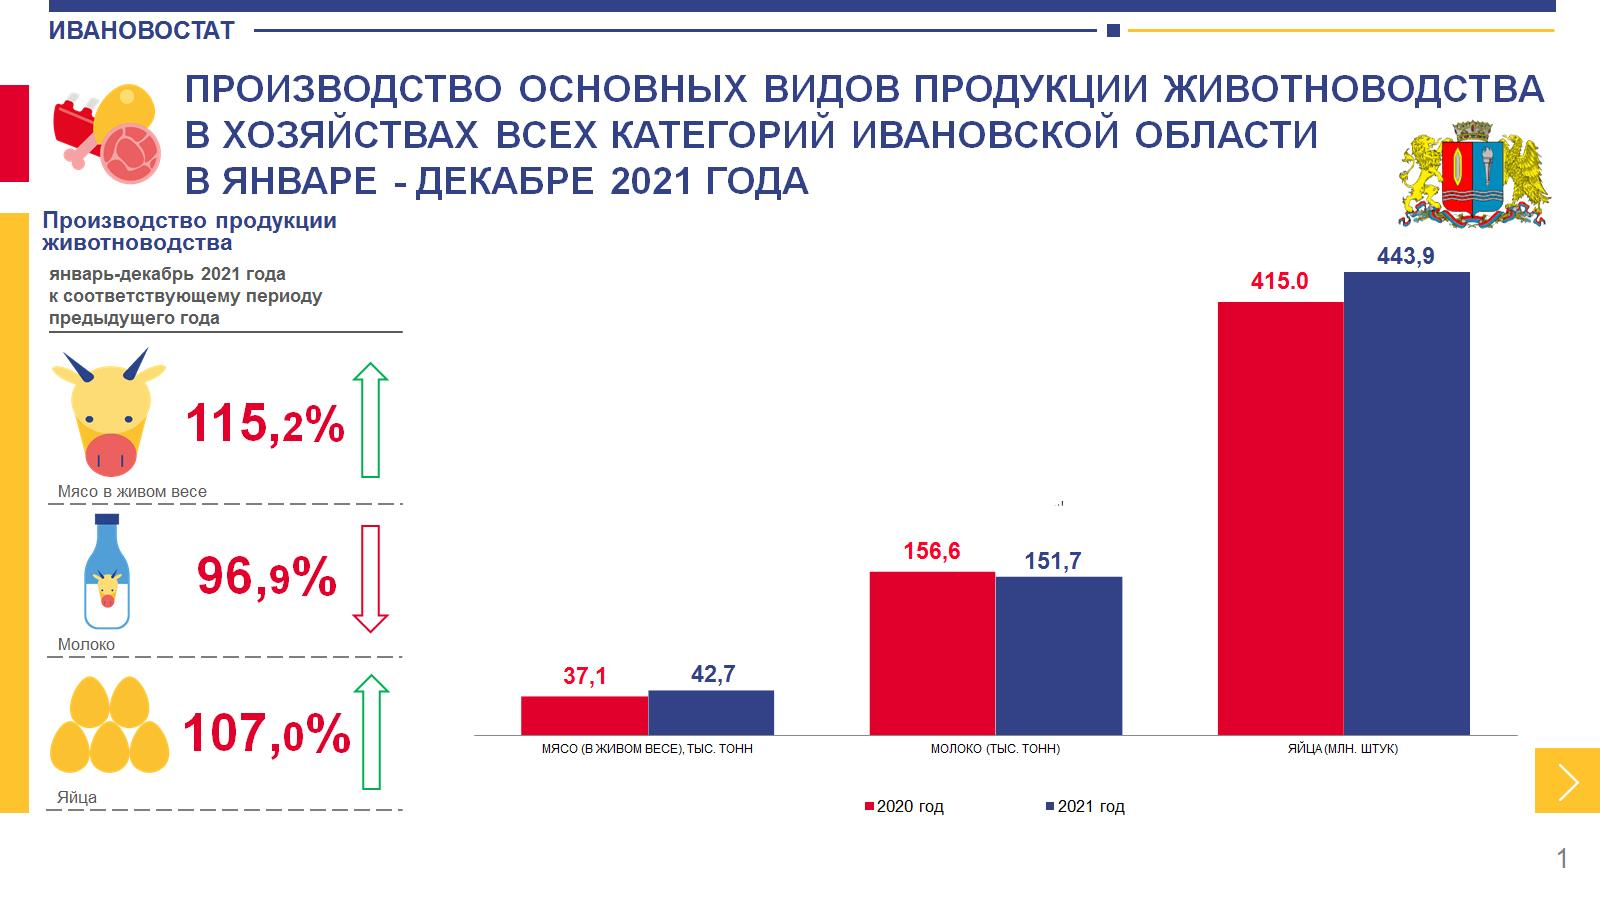 ИВАНОВОСТАТ
ПРОИЗВОДСТВО ОСНОВНЫХ ВИДОВ ПРОДУКЦИИ ЖИВОТНОВОДСТВА
В ХОЗЯЙСТВАХ ВСЕХ КАТЕГОРИЙ ИВАНОВСКОЙ ОБЛАСТИ
В ЯНВАРЕ - ДЕКАБРЕ 2021 ГОДА
Производство продукции
животноводства
январь-декабрь 2021 года
к соответствующему периоду
предыдущего года
115,2%
Мясо в живом весе
96,9%
Молоко
107,0%
Яйца
37,1
42,7
156,6
151,7
415.0
443,9
МЯСО (В ЖИВОМ ВЕСЕ), ТЫС. ТОНН
МОЛОКО (ТЫС. ТОНН)
ЯЙЦА (МЛН. ШТУК)
2020 год
2021 год
1